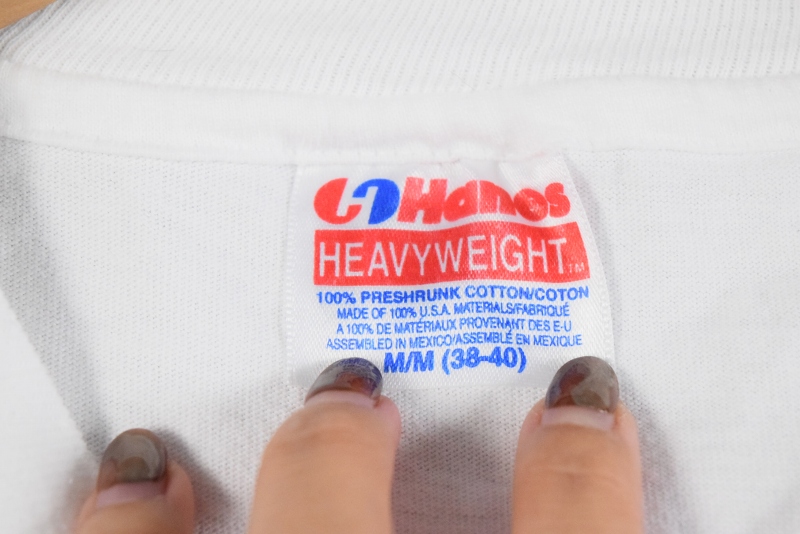 Hanes
HEAVYWEIGHT™
100% PRESHRUNK COTTON/COTON
MADE OF 100% U.S.A. MATERIALS/FABRIQUÉ
A 100% DE MATÉRIAUX PROVENANT DES E-U
ASSEMBLED IN MEXICO/ASSEMBLÉ EN MEXIQUE
M/M (38-40)